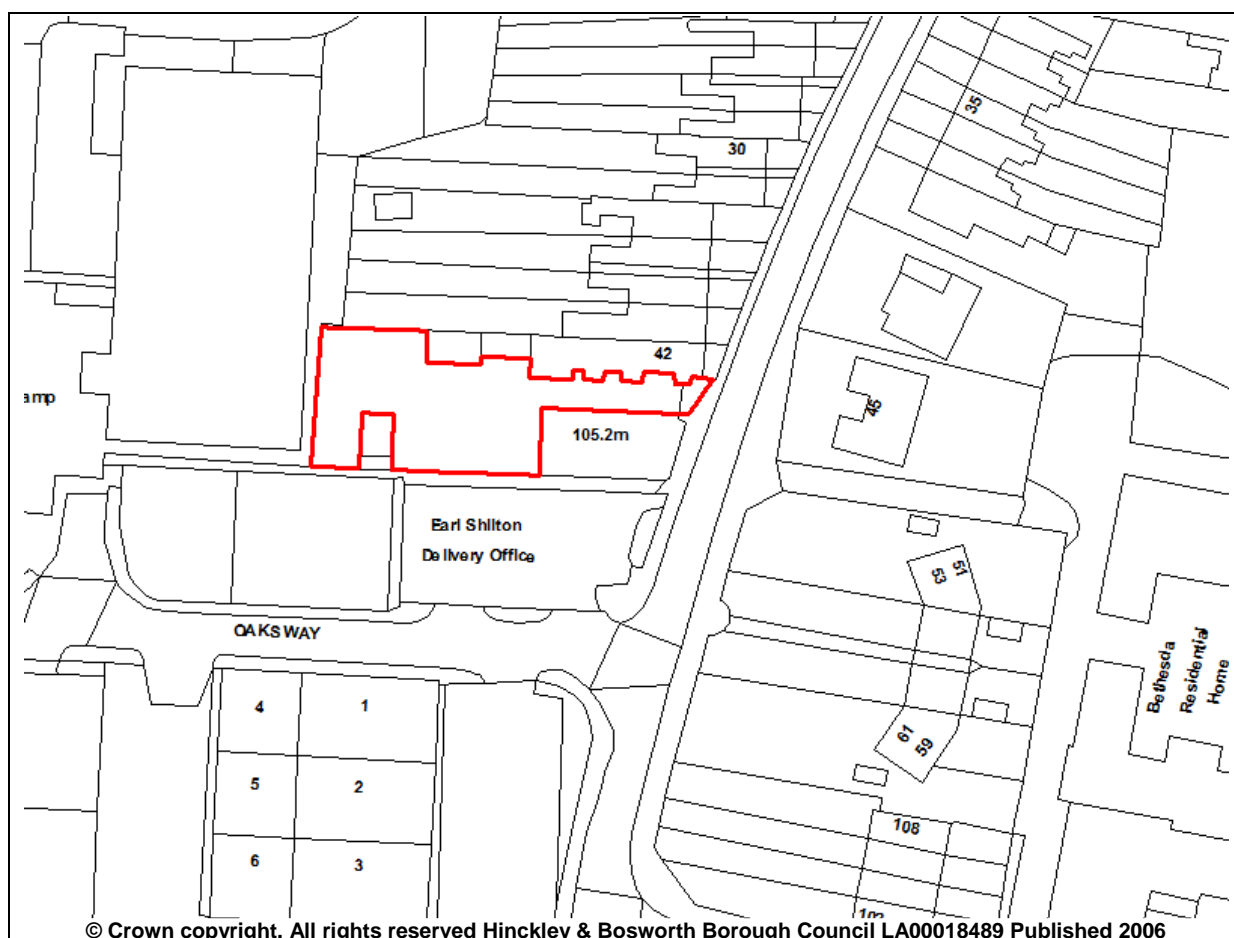 35
30
42
amp
45
105.2m
Earl Shilton
Delivery Office
51
53
OAKSWAY
Bethesda
Residential
Home
4
1
61
59
5
2
108
6
3
© Crown copyright. All rights reserved Hinckley & Bosworth Borough Council LA00018489 Published 2006